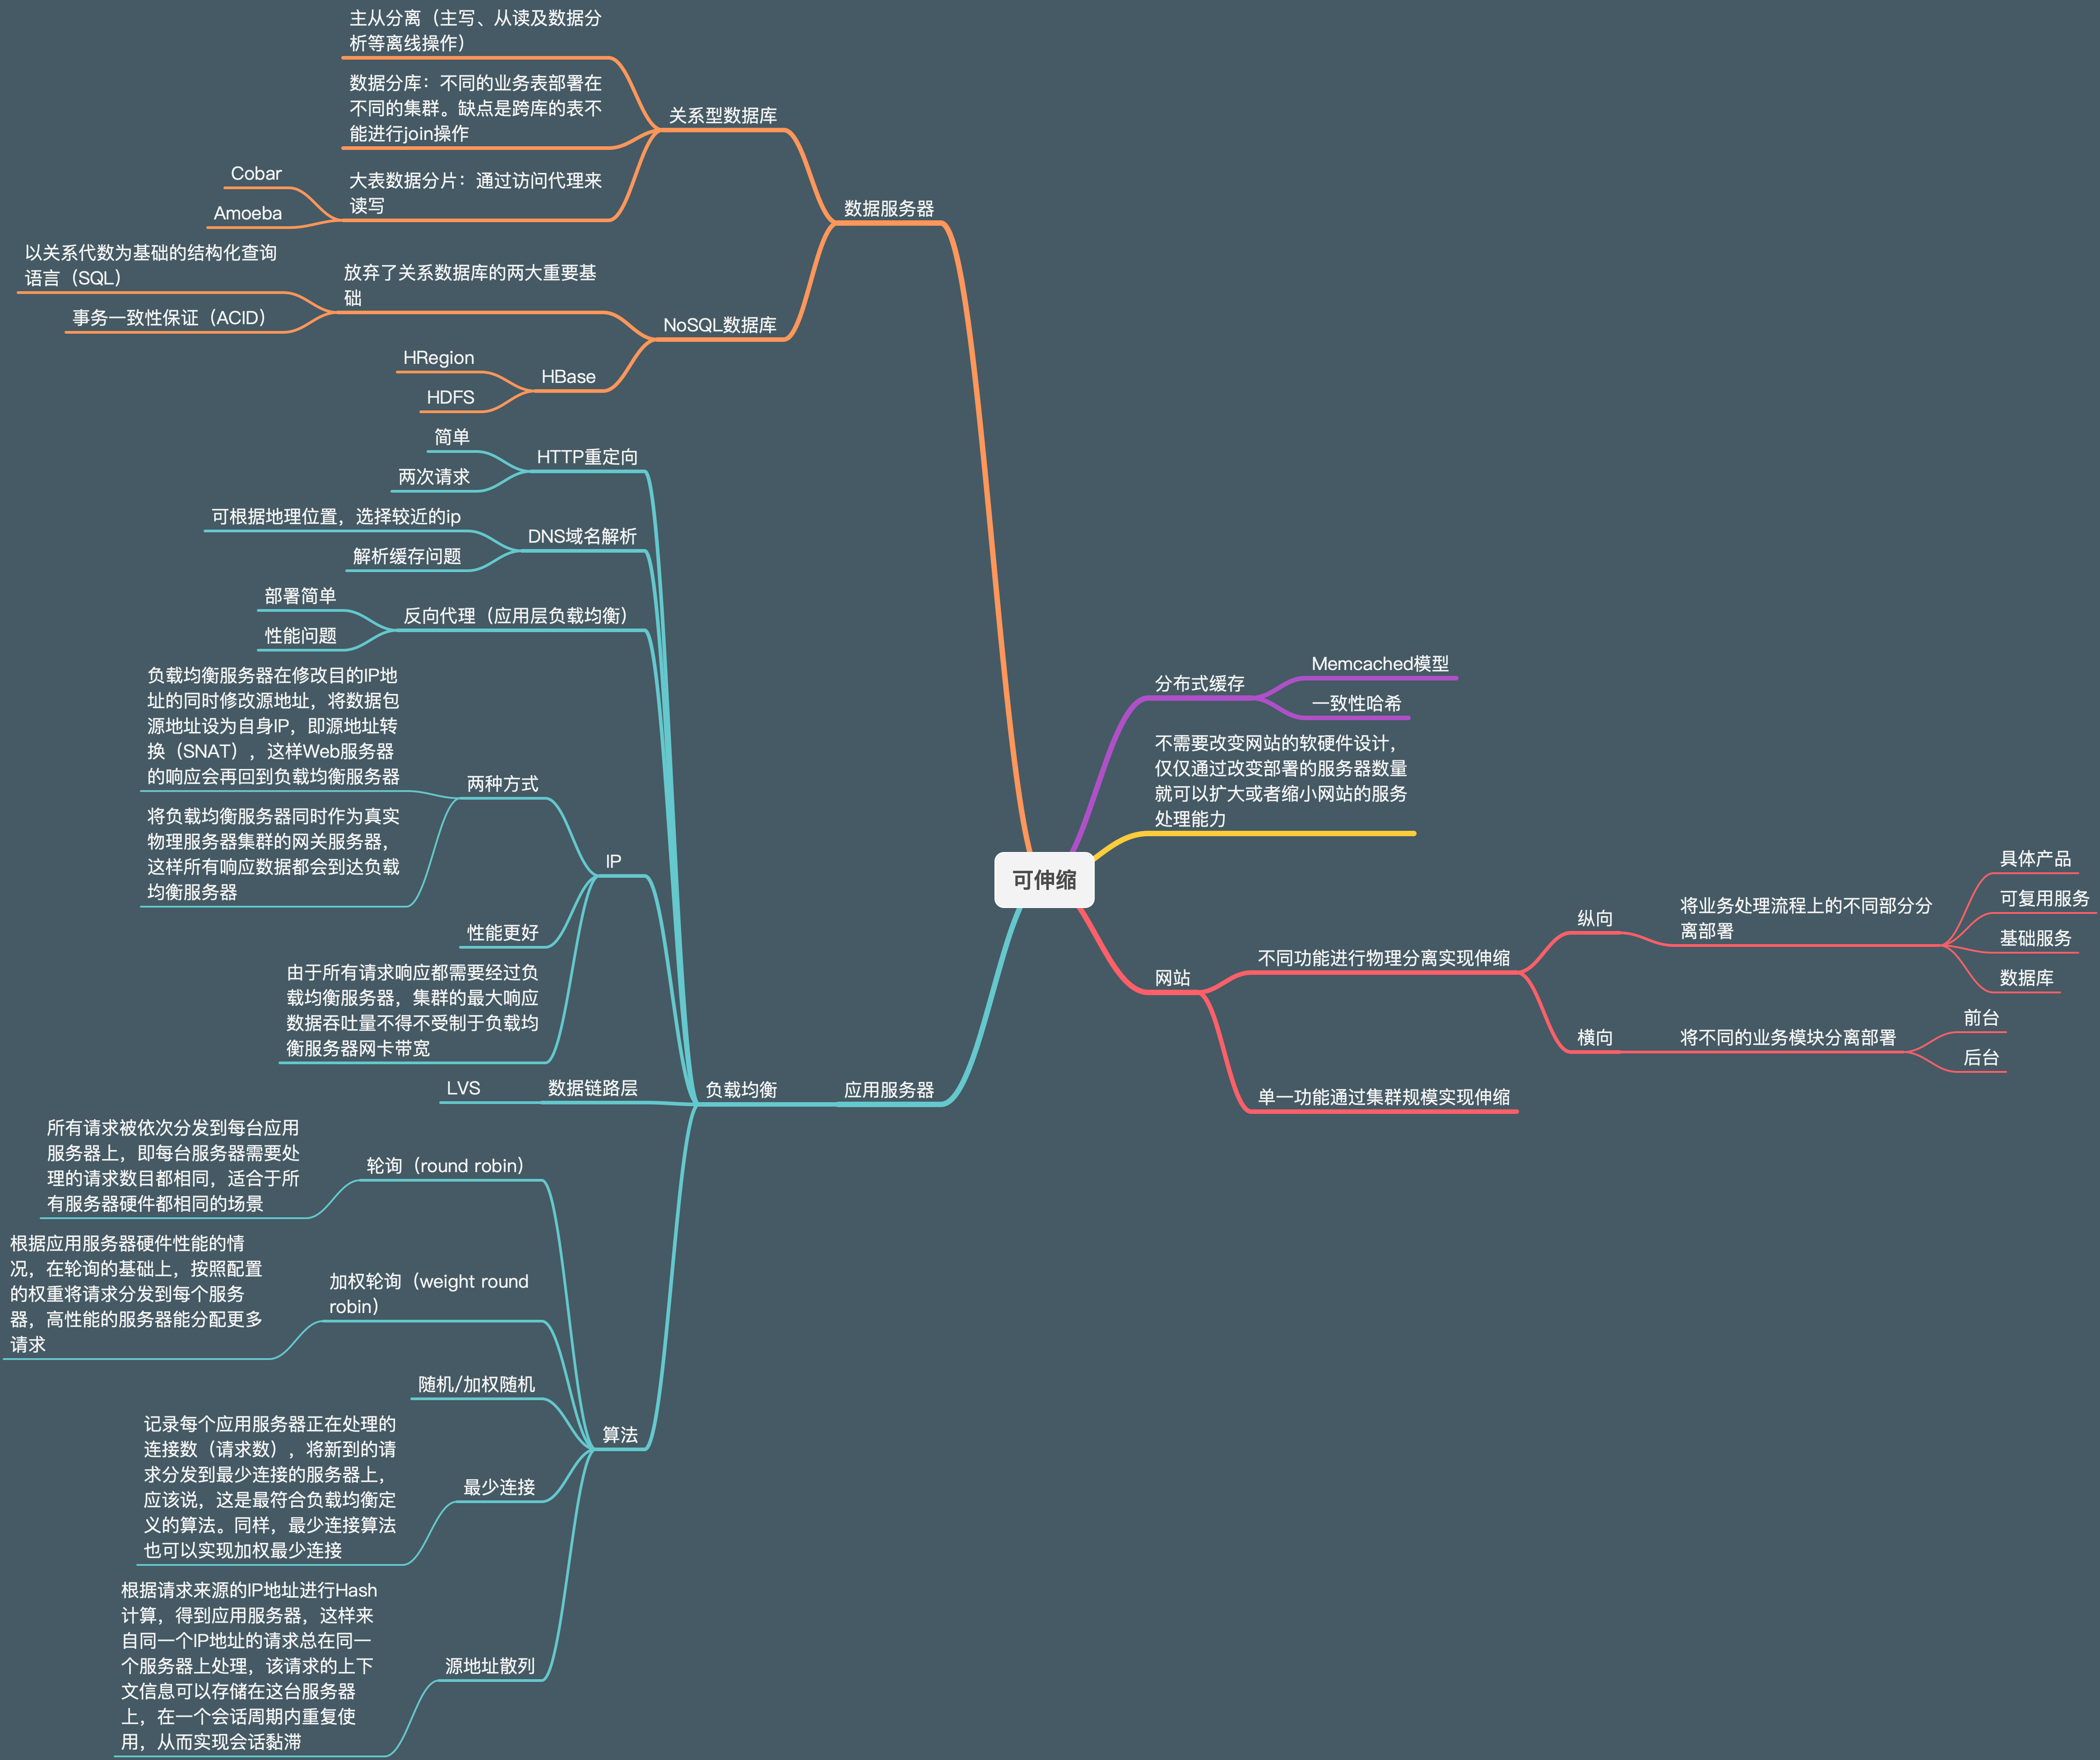 可伸缩
分布式缓存
Memcached模型
一致性哈希
不需要改变网站的软硬件设计，
仅仅通过改变部署的服务器数量
就可以扩大或者缩小网站的服务
处理能力
网站
不同功能进行物理分离实现伸缩
纵向
将业务处理流程上的不同部分分
离部署
具体产品
可复用服务
基础服务
数据库
横向
将不同的业务模块分离部署
前台
后台
单一功能通过集群规模实现伸缩
数据服务器
关系型数据库
主从分离（主写、从读及数据分
析等离线操作）
数据分库：不同的业务表部署在
不同的集群。缺点是跨库的表不
能进行join操作
大表数据分片：通过访问代理来
读写
Cobar
Amoeba
NoSQL数据库
放弃了关系数据库的两大重要基
础
以关系代数为基础的结构化查询
语言（SQL）
事务一致性保证（ACID）
HBase
HRegion
HDFS
应用服务器
负载均衡
HTTP重定向
简单
两次请求
DNS域名解析
可根据地理位置，选择较近的ip
解析缓存问题
反向代理（应用层负载均衡）
部署简单
性能问题
IP
两种方式
负载均衡服务器在修改目的IP地
址的同时修改源地址，将数据包
源地址设为自身IP，即源地址转
换（SNAT），这样Web服务器
的响应会再回到负载均衡服务器
将负载均衡服务器同时作为真实
物理服务器集群的网关服务器，
这样所有响应数据都会到达负载
均衡服务器
性能更好
由于所有请求响应都需要经过负
载均衡服务器，集群的最大响应
数据吞吐量不得不受制于负载均
衡服务器网卡带宽
数据链路层
LVS
算法
轮询（round robin）
所有请求被依次分发到每台应用
服务器上，即每台服务器需要处
理的请求数目都相同，适合于所
有服务器硬件都相同的场景
加权轮询（weight round
robin）
根据应用服务器硬件性能的情
况，在轮询的基础上，按照配置
的权重将请求分发到每个服务
器，高性能的服务器能分配更多
请求
随机/加权随机
最少连接
记录每个应用服务器正在处理的
连接数（请求数），将新到的请
求分发到最少连接的服务器上，
应该说，这是最符合负载均衡定
义的算法。同样，最少连接算法
也可以实现加权最少连接
源地址散列
根据请求来源的IP地址进行Hash
计算，得到应用服务器，这样来
自同一个IP地址的请求总在同一
个服务器上处理，该请求的上下
文信息可以存储在这台服务器
上，在一个会话周期内重复使
用，从而实现会话黏滞